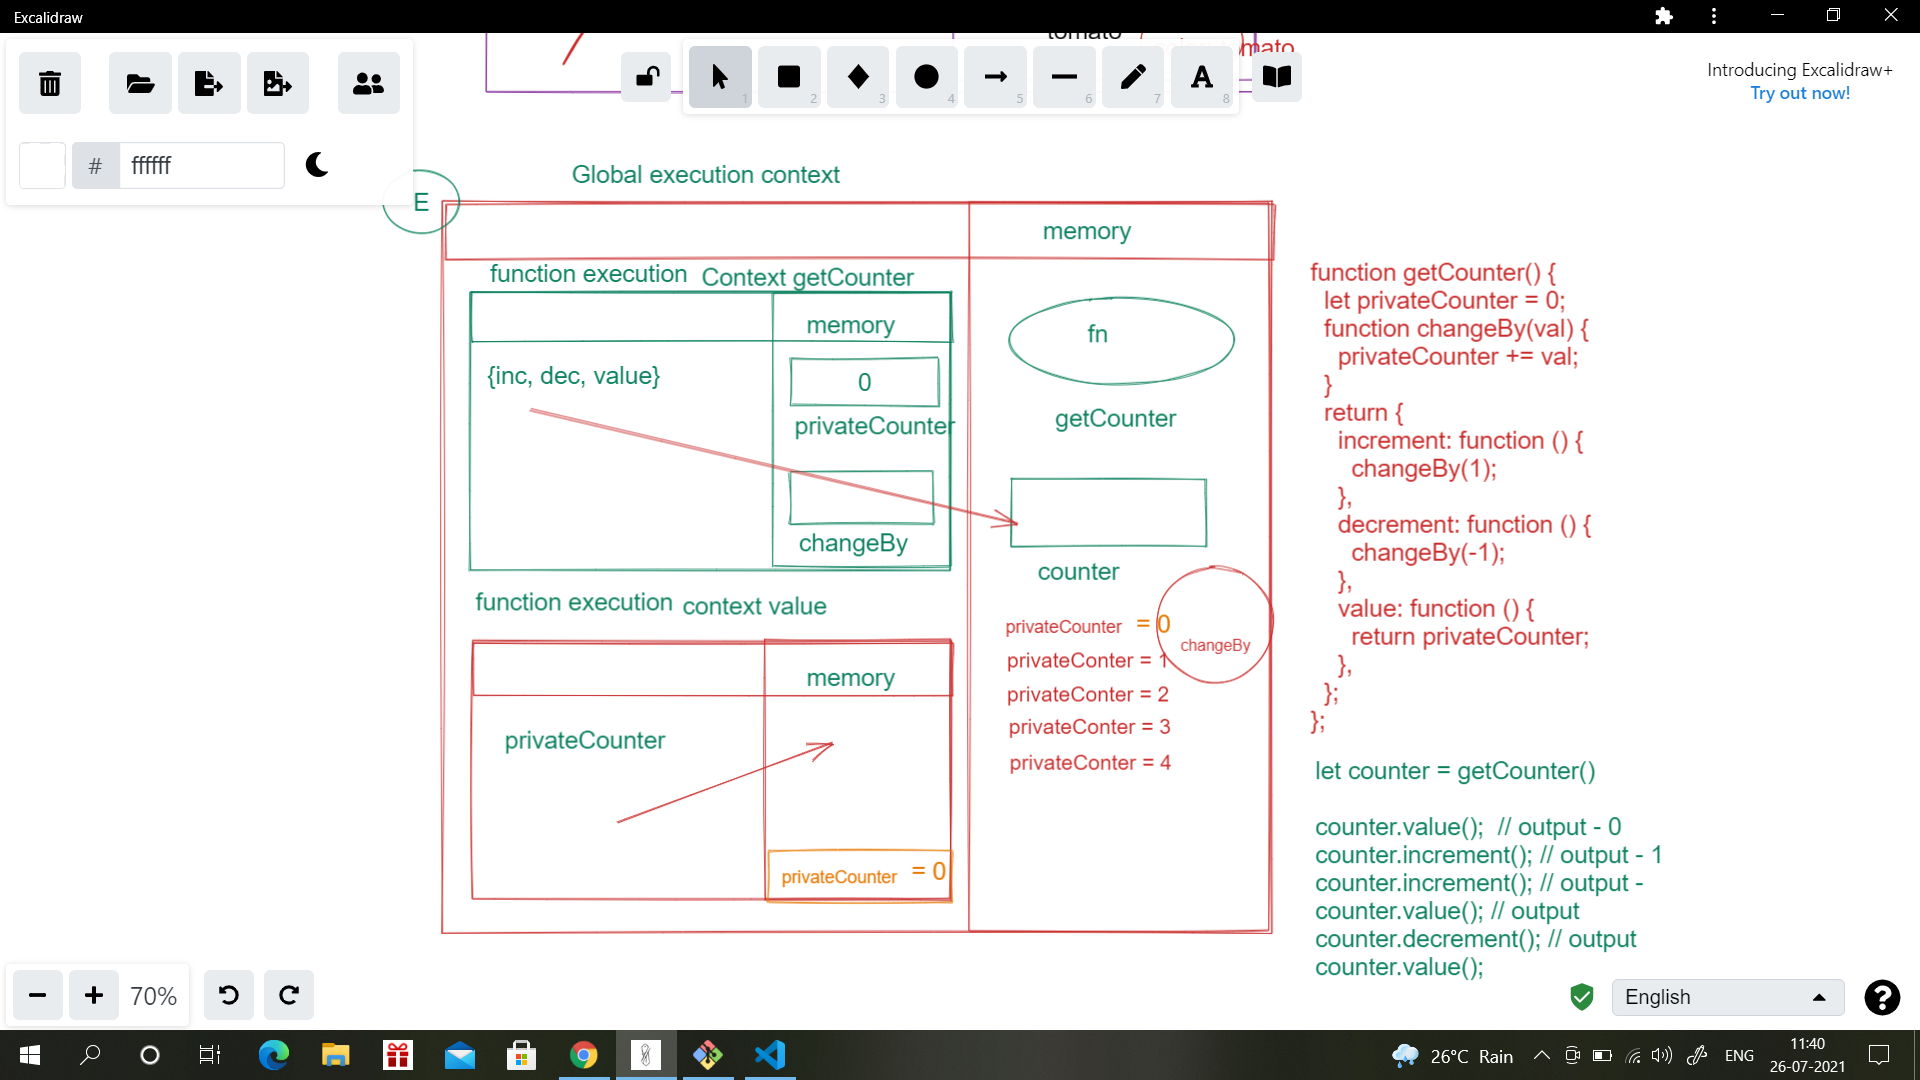 Excalidraw
tomato
tomato
1
2
3
4
5
6
7
A
8
Introducing Excalidraw+
Try out now!
#
ffffff
E
Global execution context
memory
function execution Context getCounter
memory
{inc, dec, value}
0
privateCounter
changeBy
fn
getCounter
counter
privateCounter = 0
changeBy
privateConter = 1
privateConter = 2
privateConter = 3
privateConter = 4
function execution context value
memory
privateCounter
privateCounter = 0
function getCounter() {
let privateCounter = 0;
function changeBy(val) {
privateCounter += val;
}
return {
increment: function () {
changeBy(1);
},
decrement: function () {
changeBy(-1);
},
value: function () {
return privateCounter;
},
};
};
let counter = getCounter()
counter.value(); // output - 0
counter.increment(); // output - 1
counter.increment(); // output -
counter.value(); // output
counter.decrement(); // output
counter.value();
70%
English
26°C Rain
ENG
11:40
26-07-2021